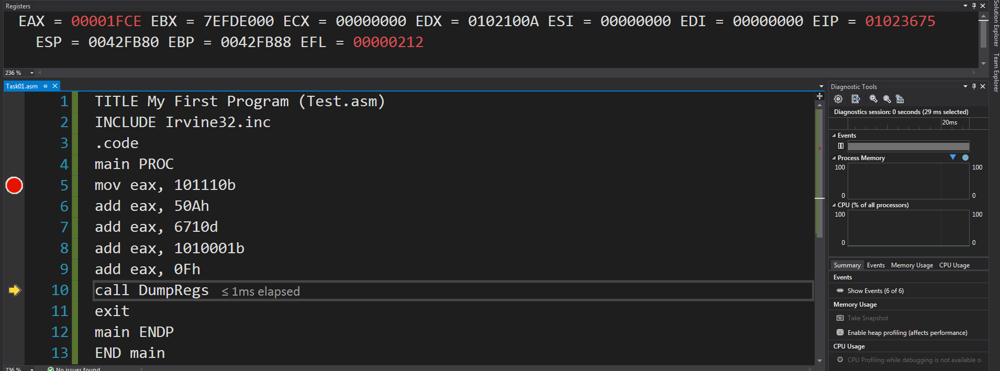 Registers
EAX = 00001FCE EBX = 7EFDE000 ECX = 00000000 EDX = 0102100A ESI = 00000000 EDI = 00000000 EIP = 01023675
ESP = 0042FB80 EBP = 0042FB88 EFL = 00000212
236 %
Solution Explorer
Team Explorer
Task01.asm
1 TITLE My First Program (Test.asm)
2 INCLUDE Irvine32.inc
3 .code
4 main PROC
5 mov eax, 101110b
6 add eax, 50Ah
7 add eax, 6710d
8 add eax, 1010001b
9 add eax, 0Fh
10 call DumpRegs ≤ 1ms elapsed
11 exit
12 main ENDP
13 END main
236 %
No issues found
Diagnostic Tools
Diagnostics session: 0 seconds (29 ms selected)
20ms
Events
Process Memory
100 100
0 0
CPU (% of all processors)
100 100
0 0
Summary Events Memory Usage CPU Usage
Events
Show Events (6 of 6)
Memory Usage
Take Snapshot
Enable heap profiling (affects performance)
CPU Usage
CPU Profiling while debugging is not available